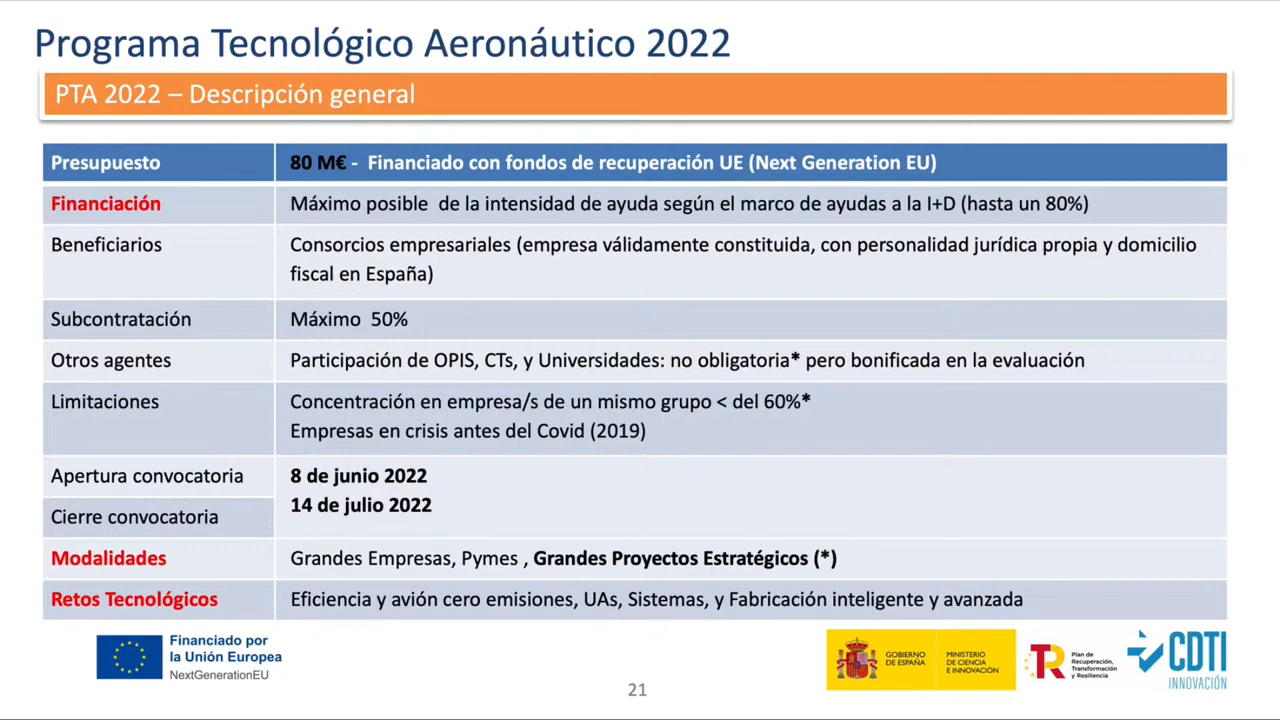 Programa Tecnológico Aeronáutico 2022
PTA 2022 – Descripción general
Presupuesto
80 M€ - Financiado con fondos de recuperación UE (Next Generation EU)
Financiación
Máximo posible de la intensidad de ayuda según el marco de ayudas a la I+D (hasta un 80%)
Beneficiarios
Consorcios empresariales (empresa válidamente constituida, con personalidad jurídica propia y domicilio
fiscal en España)
Subcontratación
Máximo 50%
Otros agentes
Participación de OPIS, CTs, y Universidades: no obligatoria* pero bonificada en la evaluación
Limitaciones
Concentración en empresa/s de un mismo grupo < del 60%*
Empresas en crisis antes del Covid (2019)
Apertura convocatoria
8 de junio 2022
14 de julio 2022
Cierre convocatoria
Modalidades
Grandes Empresas, Pymes , Grandes Proyectos Estratégicos (*)
Retos Tecnológicos
Eficiencia y avión cero emisiones, UAs, Sistemas, y Fabricación inteligente y avanzada
Financiado por
la Unión Europea
NextGenerationEU
21
GOBIERNO
DE ESPAÑA
MINISTERIO
DE CIENCIA
E INNOVACIÓN
TR
Plan de
Recuperación,
Transformación
y Resiliencia
CDTI
INNOVACIÓN